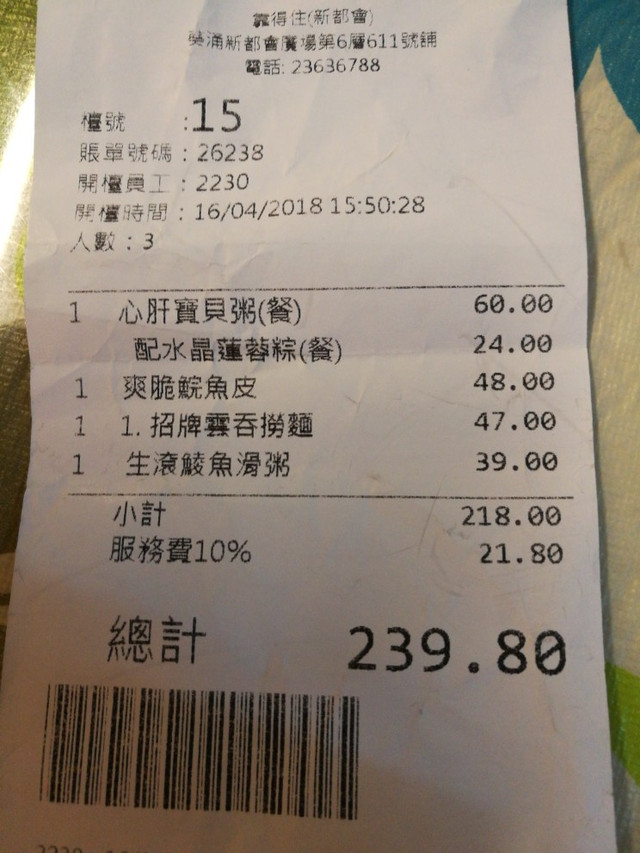 靠得住(新都會)
葵涌新都會廣場第6層611號舖
電話: 23636788
檯號 :15
賬單號碼 : 26238
開檯員工 : 2230
開檯時間 : 16/04/2018 15:50:28
人數 : 3
1 心肝寶貝粥(餐) 60.00
配水晶蓮蓉粽(餐) 24.00
1 爽脆鯇魚皮 48.00
1 1. 招牌雲吞撈麵 47.00
1 生滾鯪魚滑粥 39.00
小計 218.00
服務費10% 21.80
總計 239.80